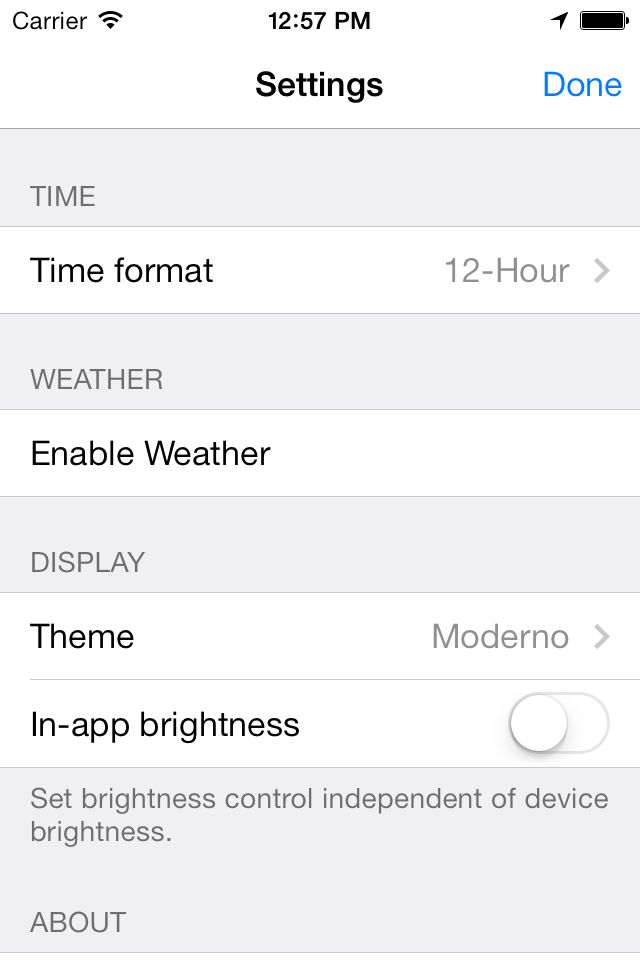 Carrier 12:57 PM
Settings Done
TIME
Time format 12-Hour
WEATHER
Enable Weather
DISPLAY
Theme Moderno
In-app brightness
Set brightness control independent of device
brightness.
ABOUT